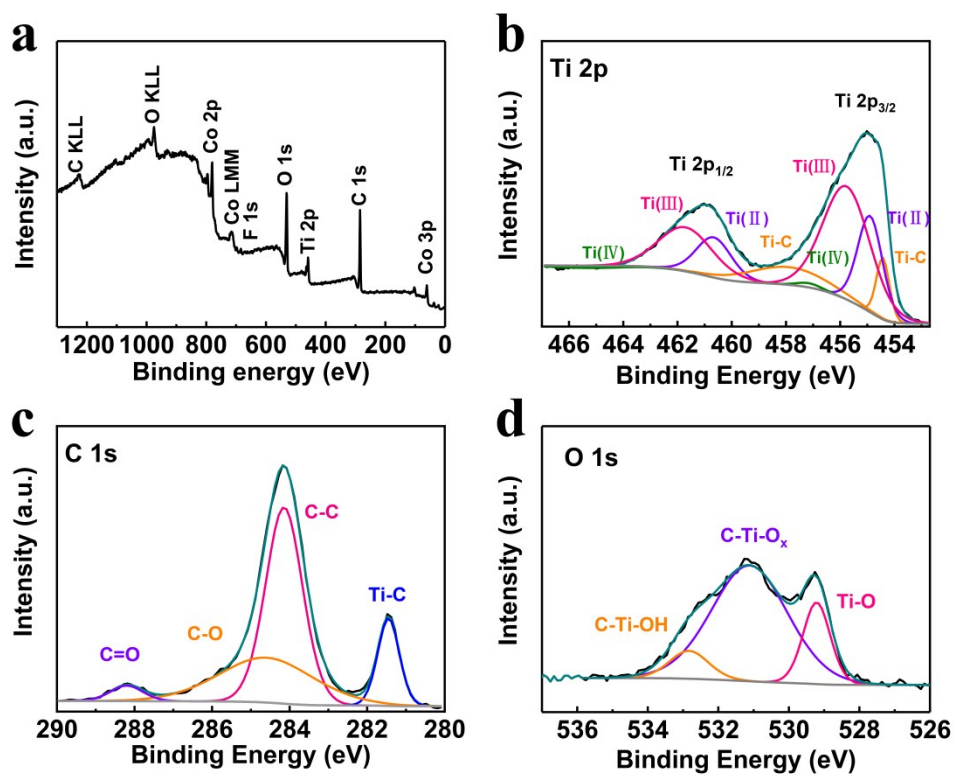 a
C KLL
O KLL
Co 2p
Co LMM
F 1s
O 1s
Ti 2p
C 1s
Co 3p
Intensity (a.u.)
1200 1000 800 600 400 200 0
Binding energy (eV)
b
Ti 2p
Ti 2p3/2
Ti 2p1/2
Ti(Ⅲ)
Ti(Ⅲ)
Ti(Ⅱ)
Ti(Ⅱ)
Ti-C
Ti(Ⅳ)
Ti(Ⅳ)
Ti-C
Intensity (a.u.)
466 464 462 460 458 456 454
Binding Energy (eV)
c
C 1s
C-C
Ti-C
C-O
C=O
Intensity (a.u.)
290 288 286 284 282 280
Binding Energy (eV)
d
O 1s
C-Ti-Ox
Ti-O
C-Ti-OH
Intensity (a.u.)
536 534 532 530 528 526
Binding Energy (eV)